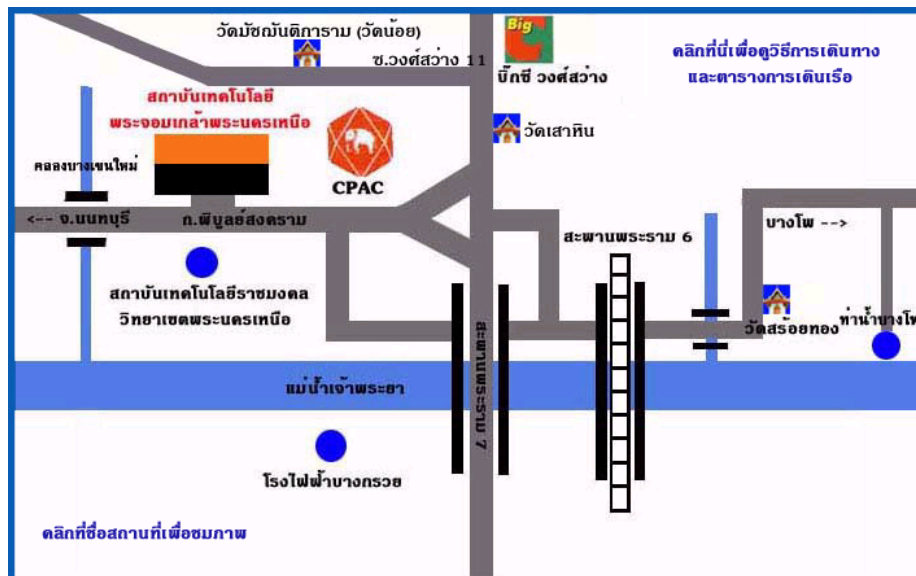 วัดมัชฌันติการาม (วัดน้อย)
ซ.วงศ์สว่าง 11
Big
บิ๊กซี วงศ์สว่าง
คลิกที่นี่เพื่อดูวิธีการเดินทาง
และตารางการเดินเรือ
สถาบันเทคโนโลยี
พระจอมเกล้าพระนครเหนือ
วัดเสาหิน
คลองบางเขนใหม่
CPAC
<-- จ.นนทบุรี
ถ.พิบูลย์สงคราม
สะพานพระราม 6
บางโพ -->
สถาบันเทคโนโลยีราชมงคล
วิทยาเขตพระนครเหนือ
วัดสร้อยทอง
ท่าน้ำบางโพ
สะพานพระราม 7
แม่น้ำเจ้าพระยา
โรงไฟฟ้าบางกรวย
คลิกที่ชื่อสถานที่เพื่อชมภาพ